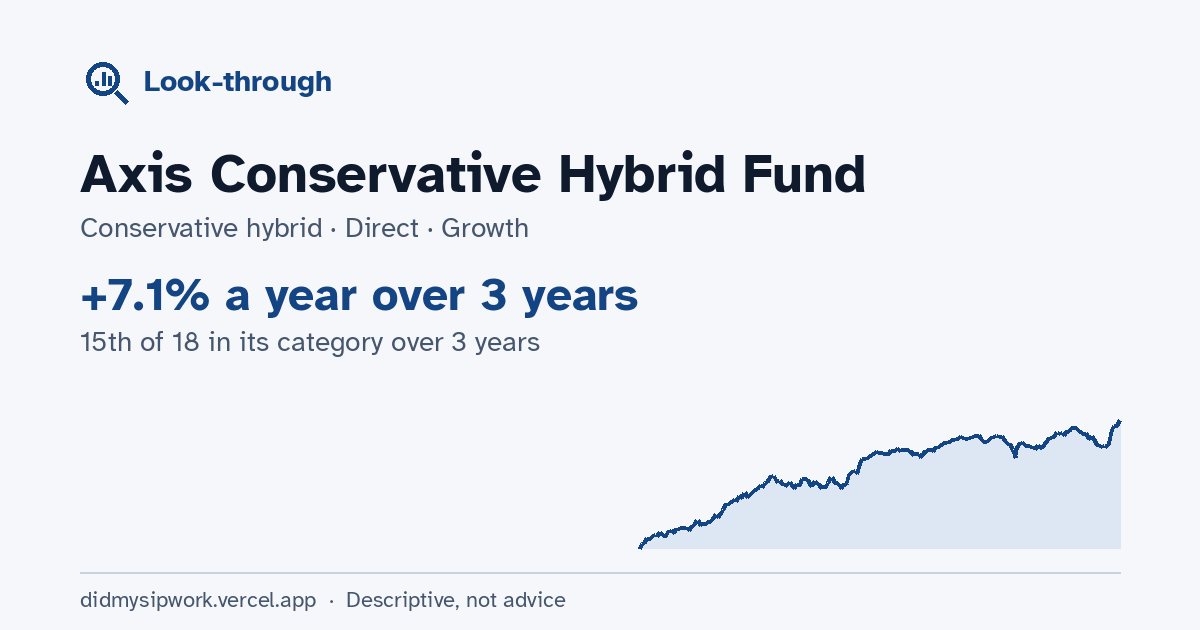 Look-through
Axis Conservative Hybrid Fund
Conservative hybrid · Direct · Growth
+7.1% a year over 3 years
15th of 18 in its category over 3 years
didmysipwork.vercel.app · Descriptive, not advice